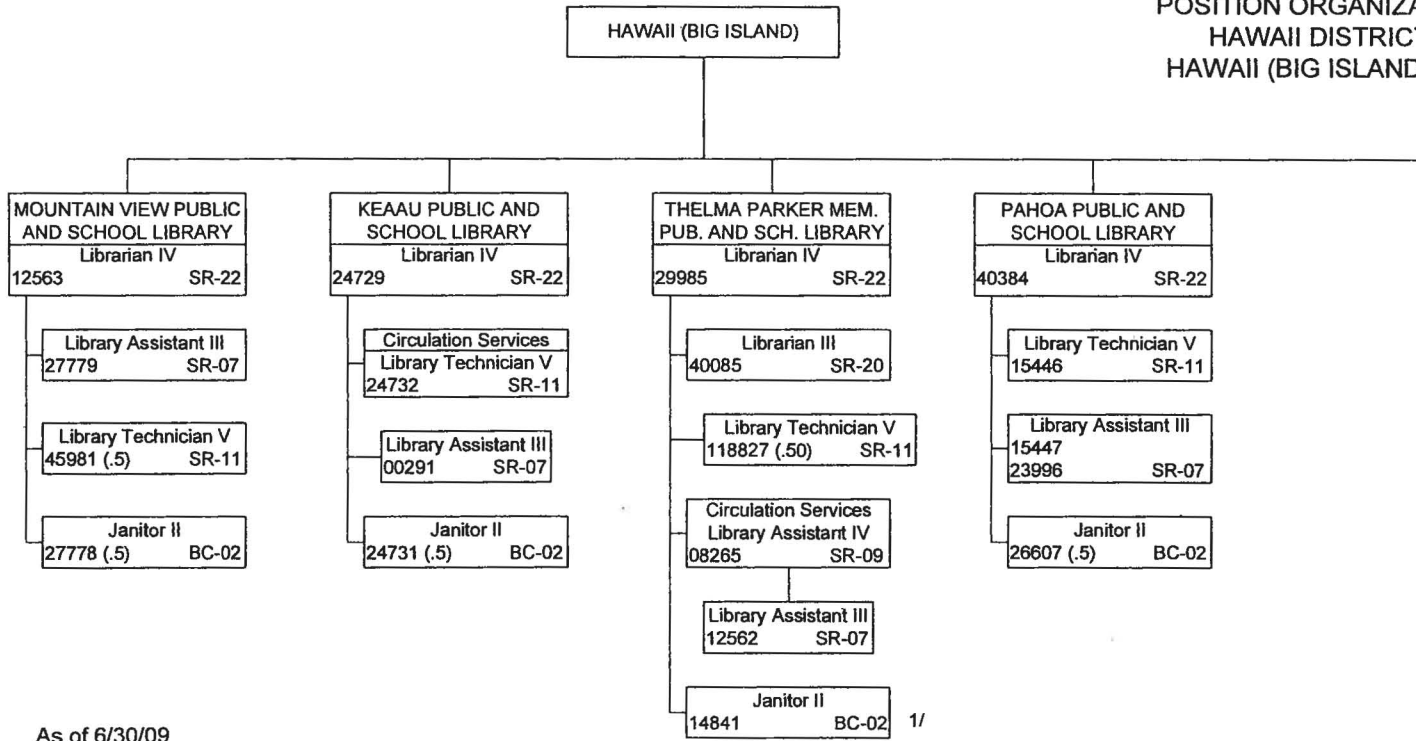 POSITION ORGANIZA
HAWAII DISTRICT
HAWAII (BIG ISLAND
HAWAII (BIG ISLAND)
MOUNTAIN VIEW PUBLIC
AND SCHOOL LIBRARY
Librarian IV
12563 SR-22
Library Assistant III
27779 SR-07
Library Technician V
45981 (.5) SR-11
Janitor II
27778 (.5) BC-02
KEAAU PUBLIC AND
SCHOOL LIBRARY
Librarian IV
24729 SR-22
Circulation Services
Library Technician V
24732 SR-11
Library Assistant III
00291 SR-07
Janitor II
24731 (.5) BC-02
THELMA PARKER MEM.
PUB. AND SCH. LIBRARY
Librarian IV
29985 SR-22
Librarian III
40085 SR-20
Library Technician V
118827 (.50) SR-11
Circulation Services
Library Assistant IV
08265 SR-09
Library Assistant III
12562 SR-07
Janitor II
14841 BC-02 1/
PAHOA PUBLIC AND
SCHOOL LIBRARY
Librarian IV
40384 SR-22
Library Technician V
15446 SR-11
Library Assistant III
15447
23996 SR-07
Janitor II
26607 (.5) BC-02
As of 6/30/09